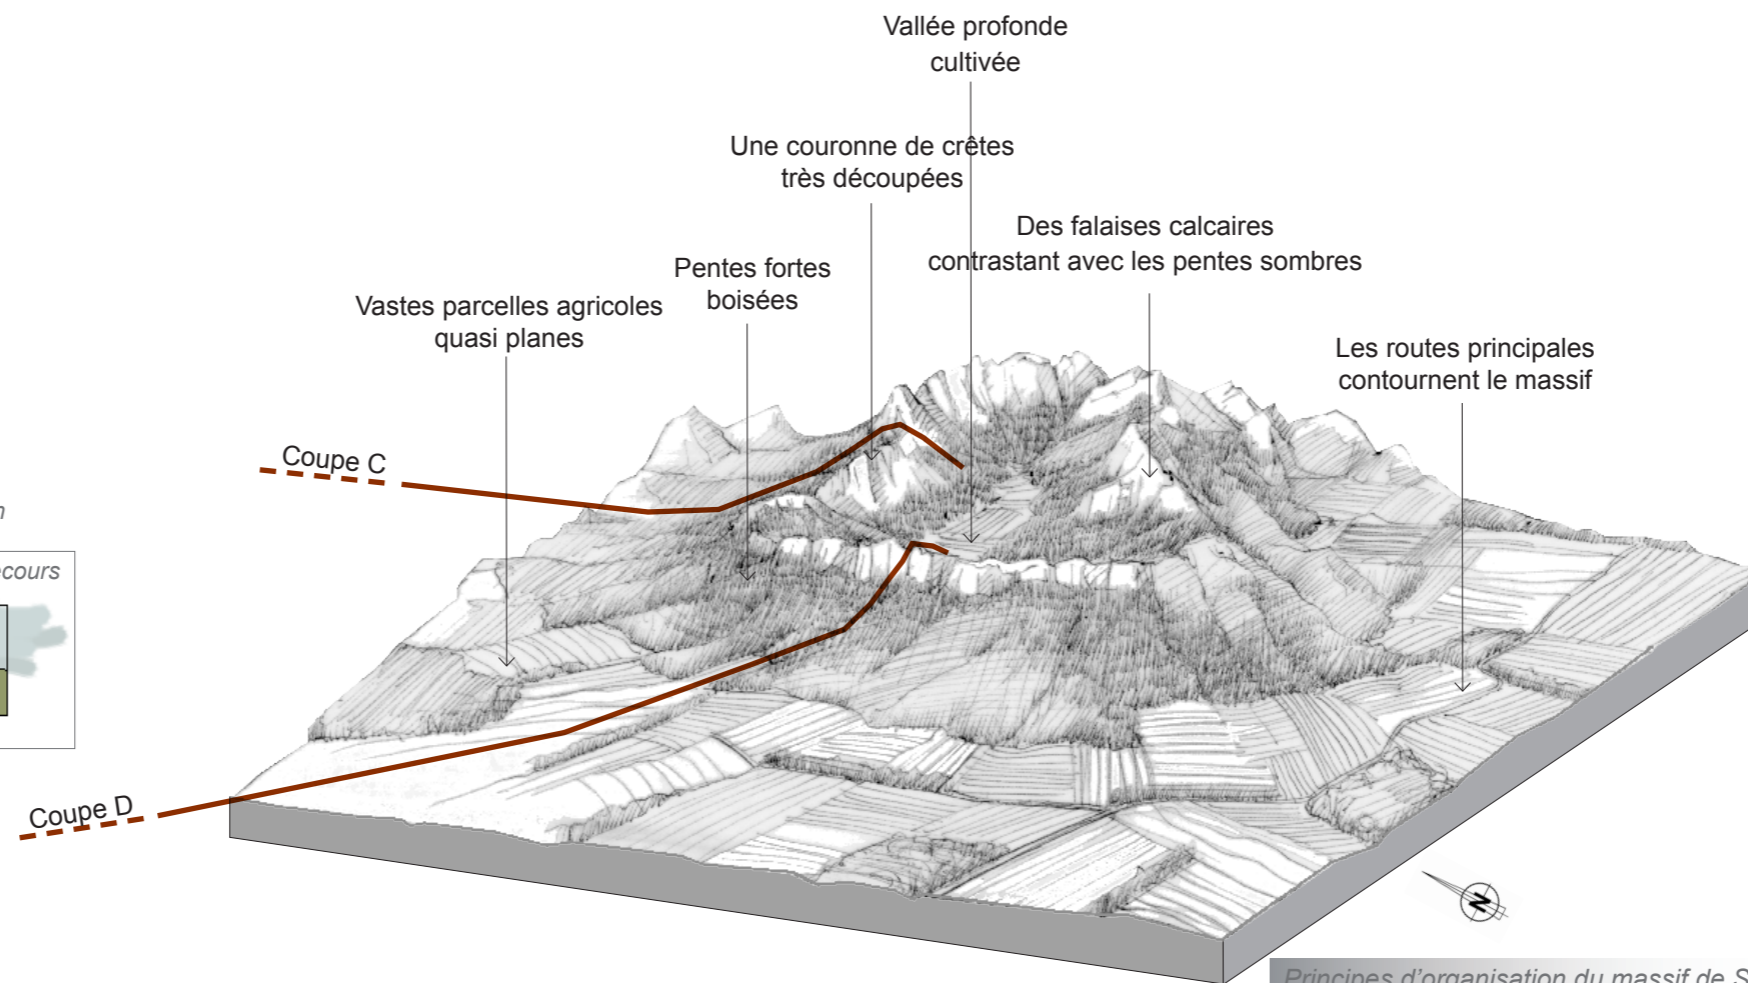 Vallée profonde
cultivée
Une couronne de crêtes
très découpées
Des falaises calcaires
contrastant avec les pentes sombres
Pentes fortes
boisées
Vastes parcelles agricoles
quasi planes
Les routes principales
contournent le massif
Coupe C
Coupe D
N
Principes d'organisation du massif de